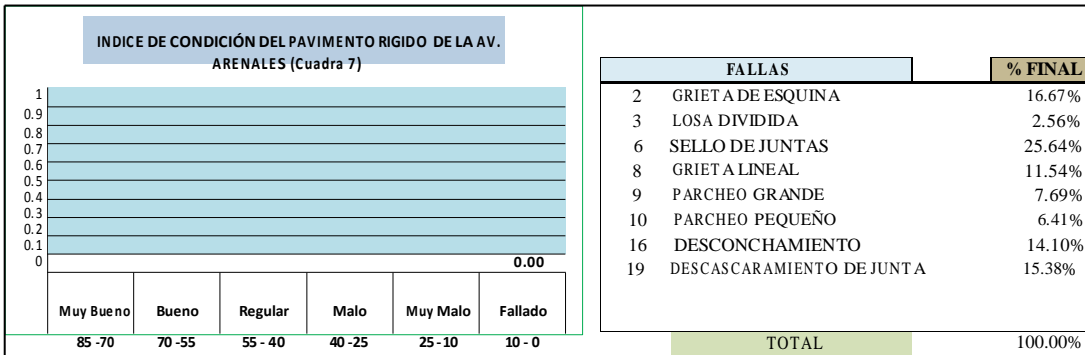 INDICE DE CONDICIÓN DEL PAVIMENTO RIGIDO DE LA AV.
ARENALES (Cuadra 7)
1
0.9
0.8
0.7
0.6
0.5
0.4
0.3
0.2
0.1
0
0.00
Muy Bueno Bueno Regular Malo Muy Malo Fallado
85 -70 70 -55 55 - 40 40 -25 25 - 10 10 - 0
FALLAS % FINAL
2 GRIETA DE ESQUINA 16.67%
3 LOSA DIVIDIDA 2.56%
6 SELLO DE JUNTAS 25.64%
8 GRIETA LINEAL 11.54%
9 PARCHEO GRANDE 7.69%
10 PARCHEO PEQUEÑO 6.41%
16 DESCONCHAMIENTO 14.10%
19 DESCASCARAMIENTO DE JUNTA 15.38%
TOTAL 100.00%